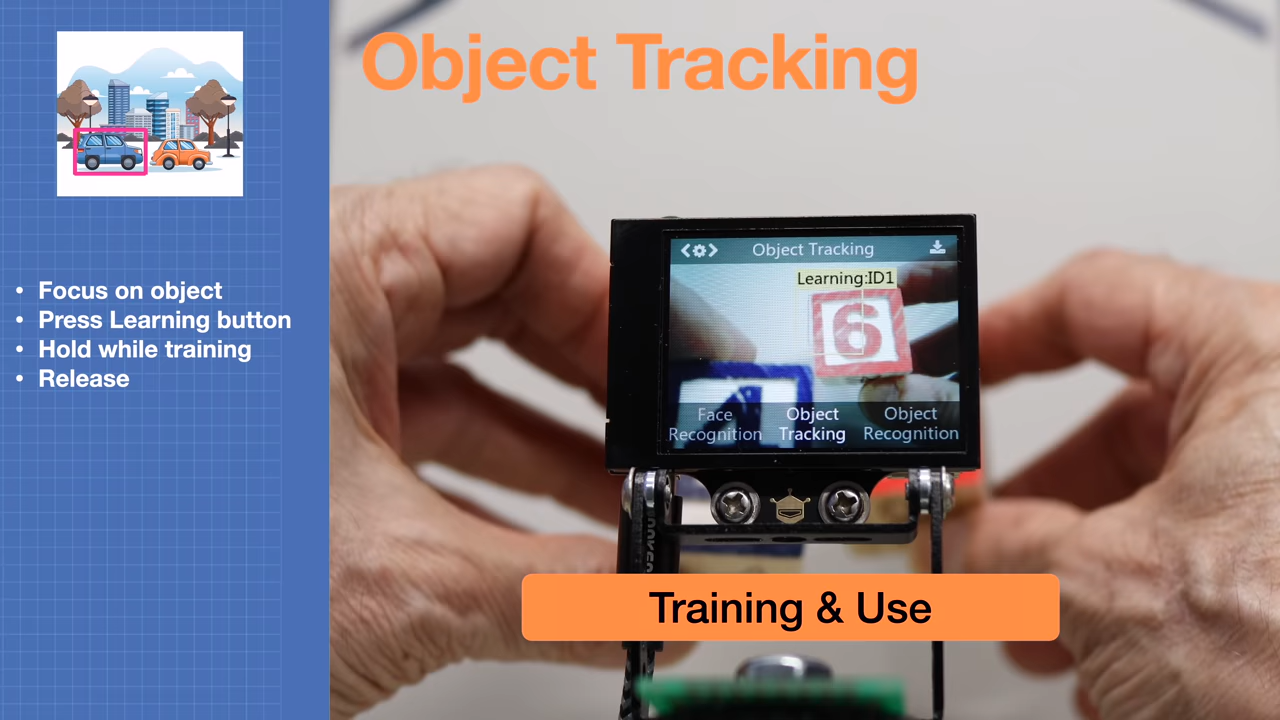 Object Tracking
• Focus on object
• Press Learning button
• Hold while training
• Release
Object Tracking
Learning:ID1
6
Face Recognition
Object Tracking
Object Recognition
Training & Use